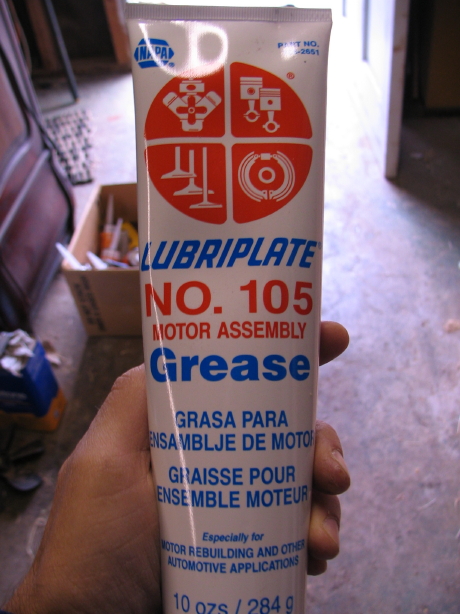 NAPA
PART NO.
2651
®
LUBRIPLATE
NO. 105
MOTOR ASSEMBLY
Grease
GRASA PARA
ENSAMBLJE DE MOTOR
GRAISSE POUR
ENSEMBLE MOTEUR
Especially for
MOTOR REBUILDING AND OTHER
AUTOMOTIVE APPLICATIONS
10 ozs / 284 g